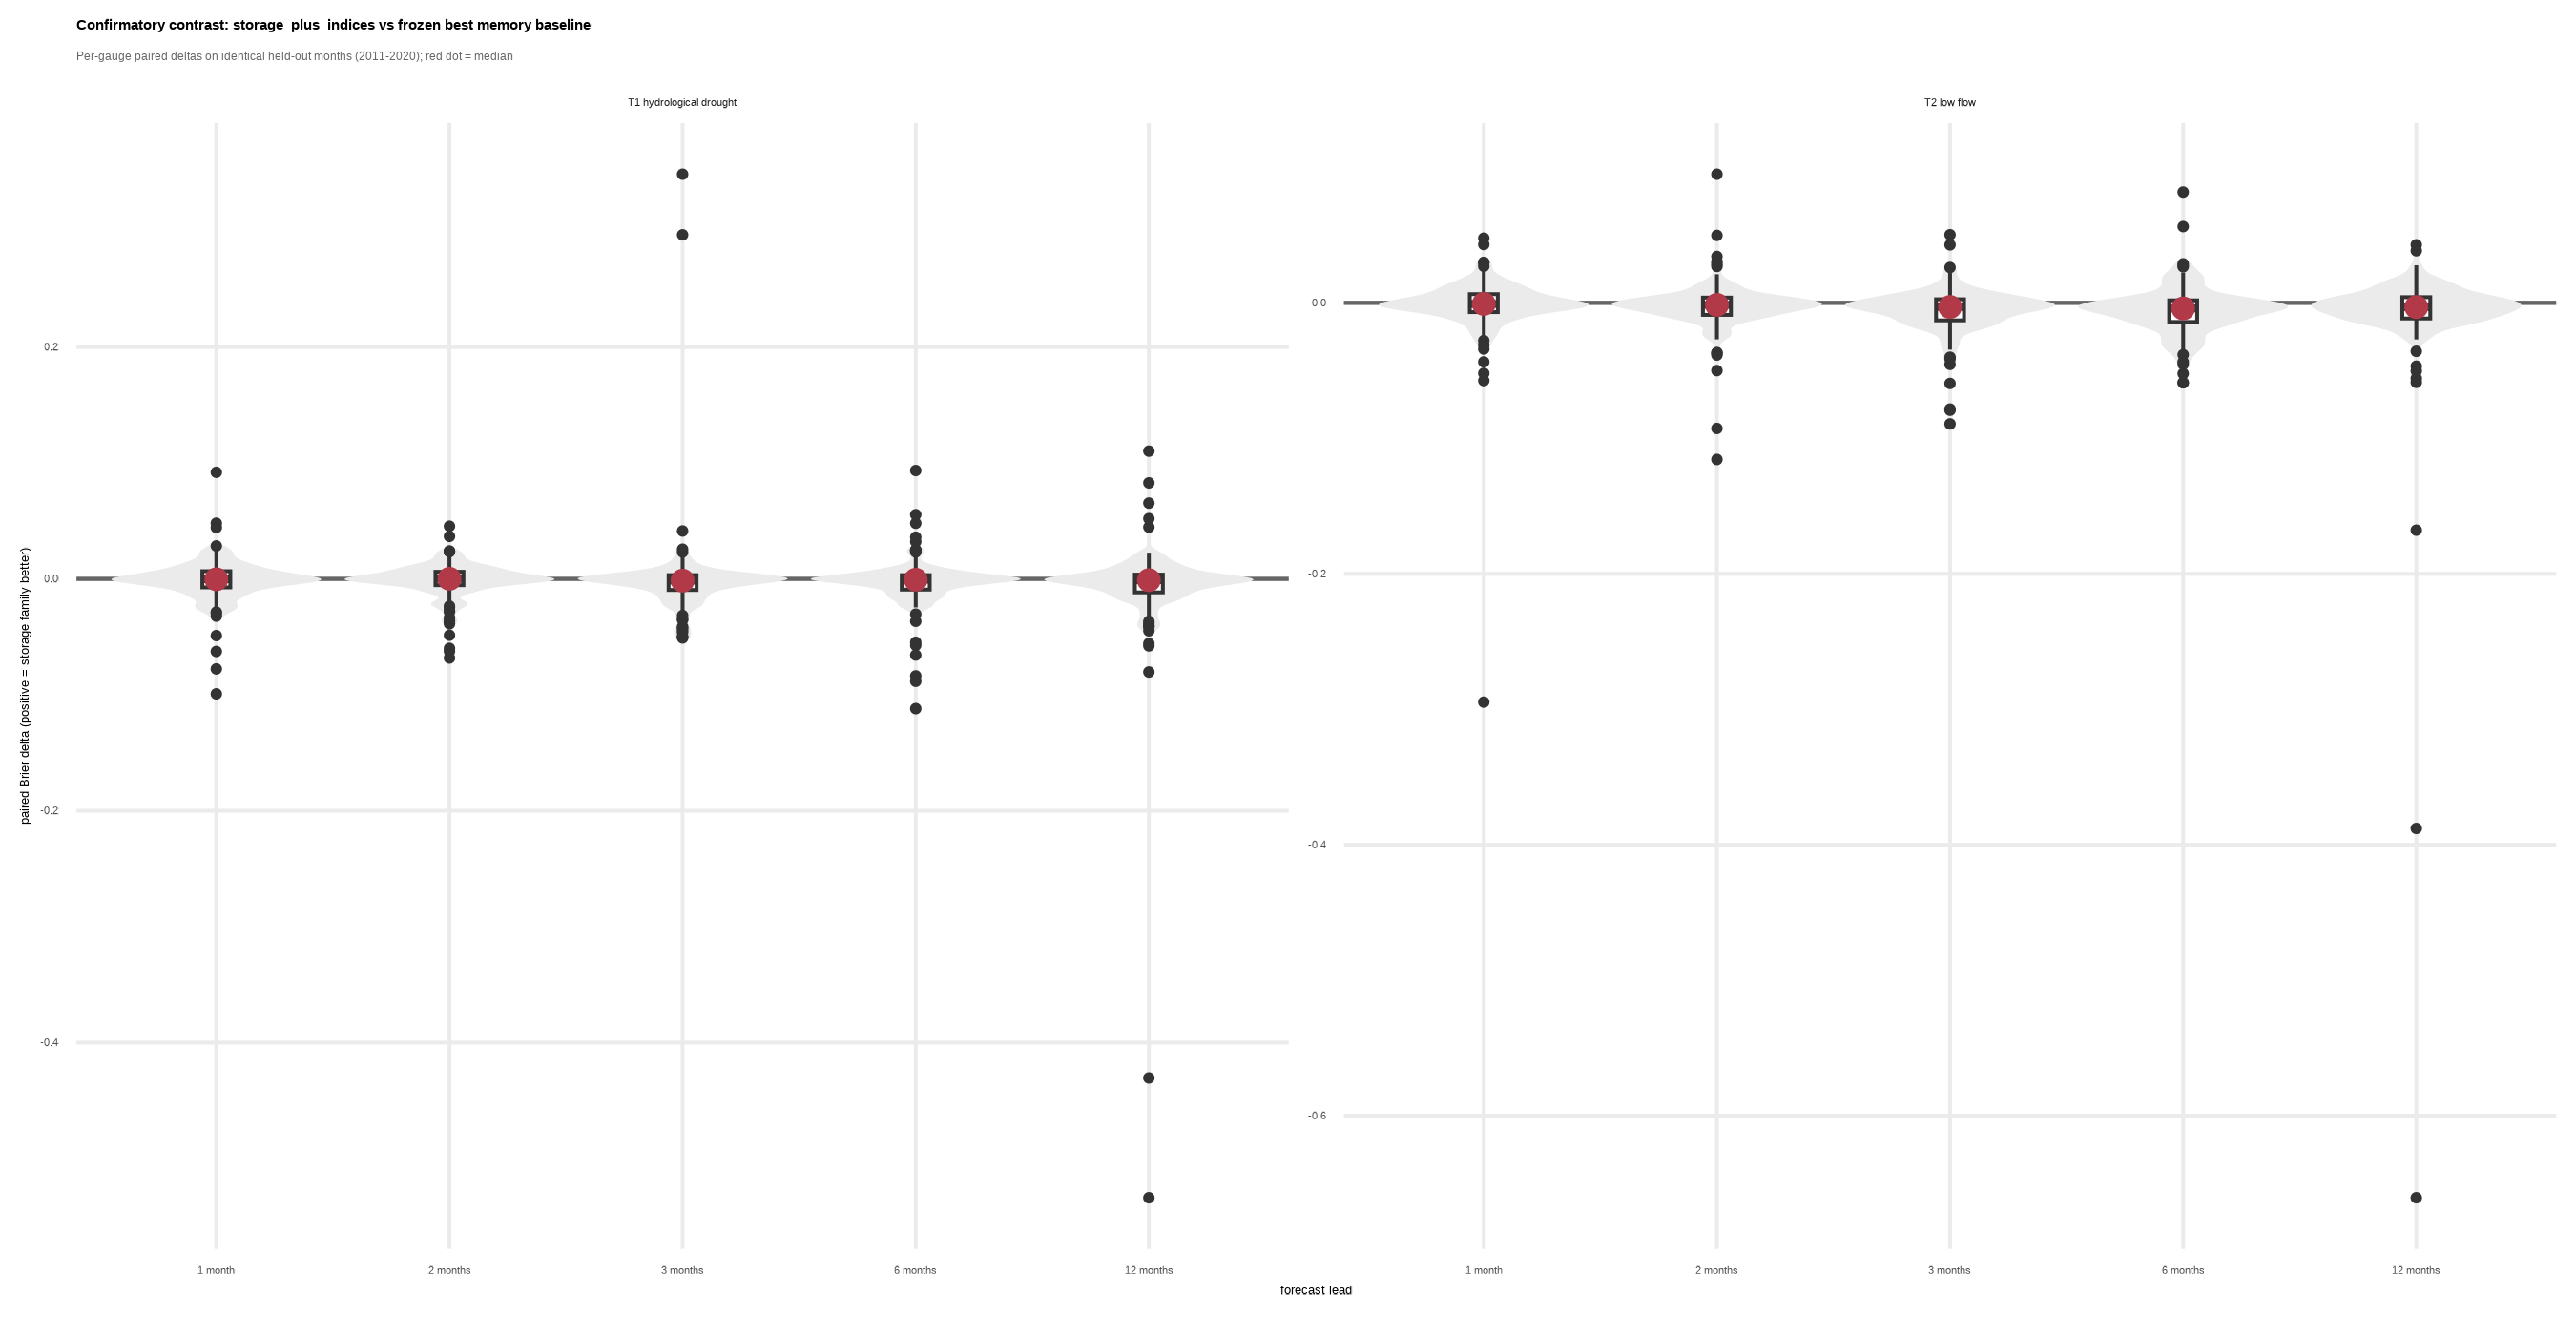 Confirmatory contrast: storage_plus_indices vs frozen best memory baseline
Per-gauge paired deltas on identical held-out months (2011-2020); red dot = median
T1 hydrological drought
T2 low flow
paired Brier delta (positive = storage family better)
0.2
0.0
-0.2
-0.4
0.0
-0.2
-0.4
-0.6
1 month
2 months
3 months
6 months
12 months
1 month
2 months
3 months
6 months
12 months
forecast lead